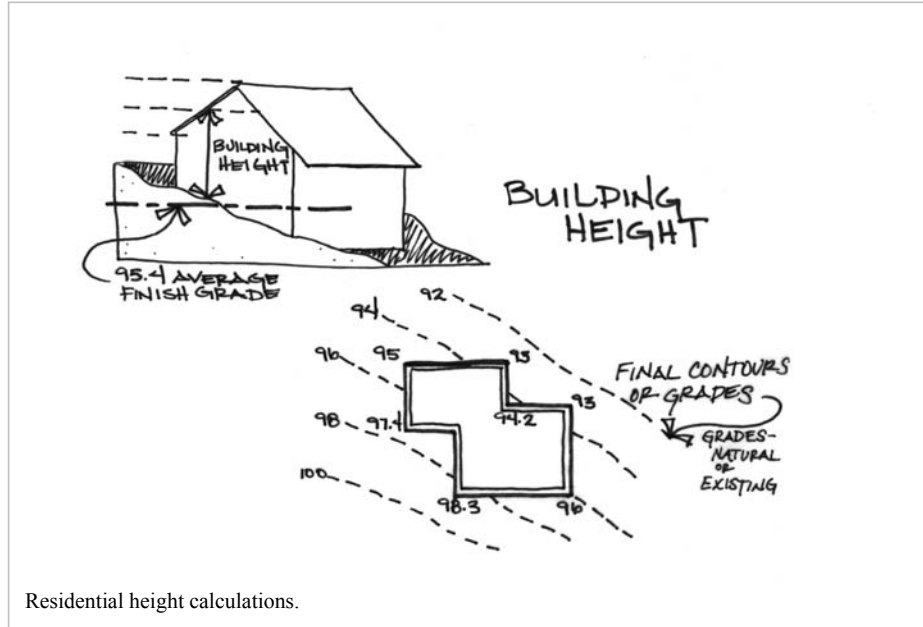 BUILDING
HEIGHT
95.4 AVERAGE
FINISH GRADE
BUILDING
HEIGHT
92
94
96
95
93
FINAL CONTOURS
OR GRADES
93
97.4
94.2
98
GRADES-
NATURAL
OR
EXISTING
100
98.3
96
Residential height calculations.